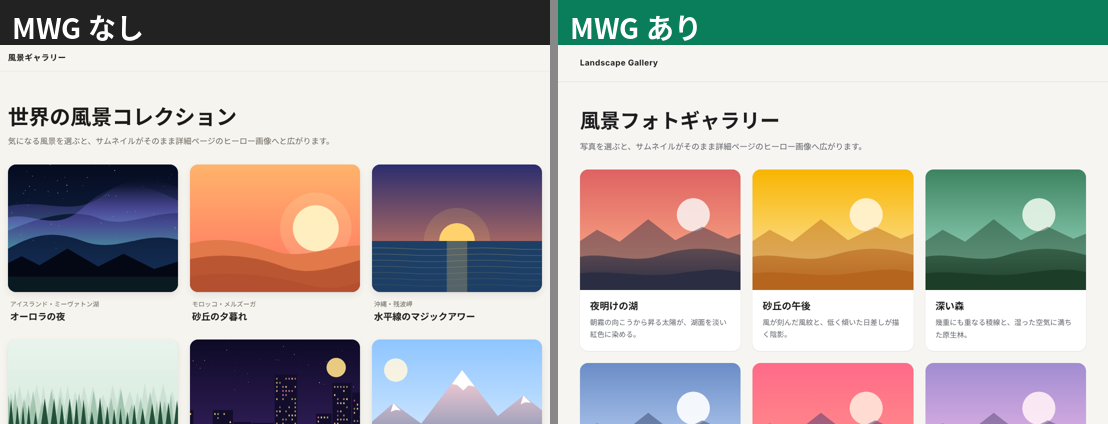 MWG なし
風景ギャラリー
世界の風景コレクション
気になる風景を選ぶと、サムネイルがそのまま詳細ページのヒーロー画像へと広がります。
アイスランド・ミーヴァトン湖
オーロラの夜
モロッコ・メルズーガ
砂丘の夕暮れ
沖縄・残波岬
水平線のマジックアワー
MWG あり
Landscape Gallery
風景フォトギャラリー
写真を選ぶと、サムネイルがそのまま詳細ページのヒーロー画像へ広がります。
夜明けの湖
朝霧の向こうから昇る太陽が、湖面を淡い
紅色に染める。
砂丘の午後
風が刻んだ風紋と、低く傾いた日差しが描
く陰影。
深い森
幾重にも重なる稜線と、湿った空気に満ち
た原生林。